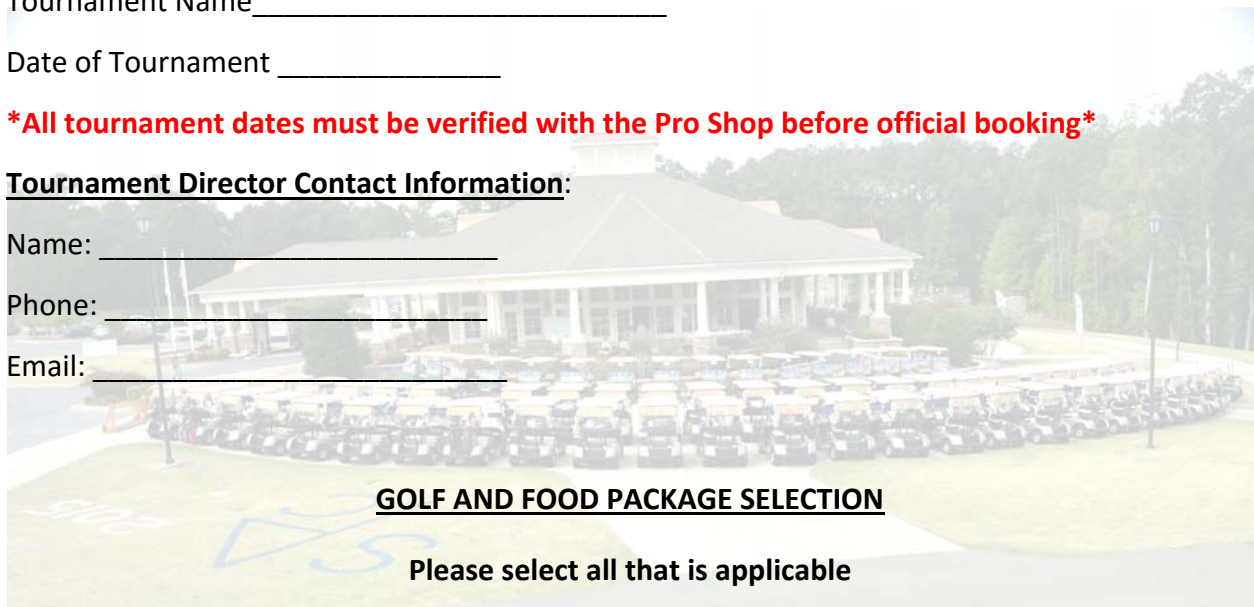 Tournament Name__________________________
Date of Tournament ______________
*All tournament dates must be verified with the Pro Shop before official booking*
Tournament Director Contact Information:
Name: _________________________
Phone: ________________________
Email: __________________________
GOLF AND FOOD PACKAGE SELECTION
Please select all that is applicable